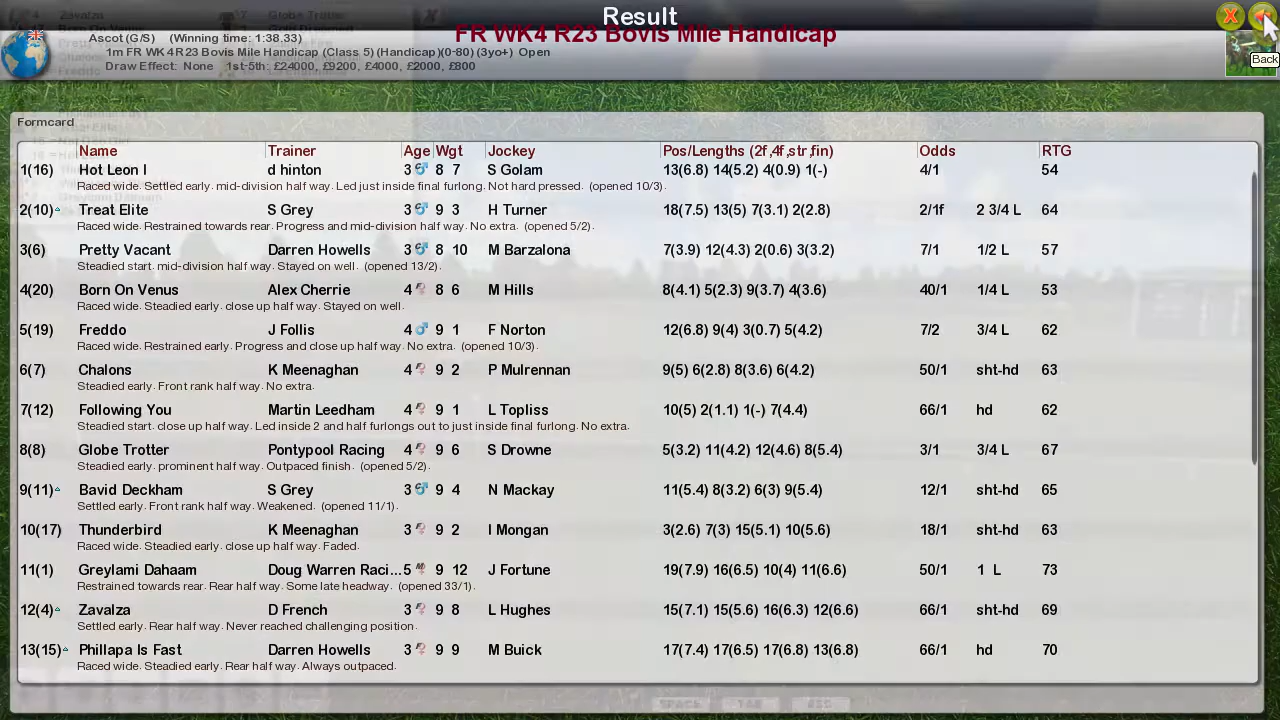 Result
FR WK4 R23 Bovis Mile Handicap
Ascot (G/S) (Winning time: 1:38.33)
1m FR WK4 R23 Bovis Mile Handicap (Class 5) (Handicap)(0-80) (3yo+) Open
Draw Effect: None 1st-5th: £24000, £9200, £4000, £2000, £800
Back
Formcard
Name Trainer Age Wgt Jockey Pos/Lengths (2f,4f,str,fin) Odds RTG
1(16) Hot Leon I d hinton 3 8 7 S Golam 13(6.8) 14(5.2) 4(0.9) 1(-) 4/1 54
Raced wide. Settled early. mid-division half way. Led just inside final furlong. Not hard pressed. (opened 10/3).
2(10) Treat Elite S Grey 3 9 3 H Turner 18(7.5) 13(5) 7(3.1) 2(2.8) 2/1f 2 3/4 L 64
Raced wide. Restrained towards rear. Progress and mid-division half way. No extra. (opened 5/2).
3(6) Pretty Vacant Darren Howells 3 8 10 M Barzalona 7(3.9) 12(4.3) 2(0.6) 3(3.2) 7/1 1/2 L 57
Steadied start. mid-division half way. Stayed on well. (opened 13/2).
4(20) Born On Venus Alex Cherrie 4 8 6 M Hills 8(4.1) 5(2.3) 9(3.7) 4(3.6) 40/1 1/4 L 53
Raced wide. Steadied early. close up half way. Stayed on well.
5(19) Freddo J Follis 4 9 1 F Norton 12(6.8) 9(4) 3(0.7) 5(4.2) 7/2 3/4 L 62
Raced wide. Restrained early. Progress and close up half way. No extra. (opened 10/3).
6(7) Chalons K Meenaghan 4 9 2 P Mulrennan 9(5) 6(2.8) 8(3.6) 6(4.2) 50/1 sht-hd 63
Steadied early. Front rank half way. No extra.
7(12) Following You Martin Leedham 4 9 1 L Topliss 10(5) 2(1.1) 1(-) 7(4.4) 66/1 hd 62
Steadied start. close up half way. Led inside 2 and half furlongs out to just inside final furlong. No extra.
8(8) Globe Trotter Pontypool Racing 4 9 6 S Drowne 5(3.2) 11(4.2) 12(4.6) 8(5.4) 3/1 3/4 L 67
Steadied early. prominent half way. Outpaced finish. (opened 5/2).
9(11) Bavid Deckham S Grey 3 9 4 N Mackay 11(5.4) 8(3.2) 6(3) 9(5.4) 12/1 sht-hd 65
Settled early. Front rank half way. Weakened. (opened 11/1).
10(17) Thunderbird K Meenaghan 3 9 2 I Mongan 3(2.6) 7(3) 15(5.1) 10(5.6) 18/1 sht-hd 63
Raced wide. Steadied early. close up half way. Faded.
11(1) Greylami Dahaam Doug Warren Raci... 5 9 12 J Fortune 19(7.9) 16(6.5) 10(4) 11(6.6) 50/1 1 L 73
Restrained towards rear. Rear half way. Some late headway. (opened 33/1).
12(4) Zavalza D French 3 9 8 L Hughes 15(7.1) 15(5.6) 16(6.3) 12(6.6) 66/1 sht-hd 69
Settled early. Rear half way. Never reached challenging position.
13(15) Phillapa Is Fast Darren Howells 3 9 9 M Buick 17(7.4) 17(6.5) 17(6.8) 13(6.8) 66/1 hd 70
Raced wide. Steadied early. Rear half way. Always outpaced.